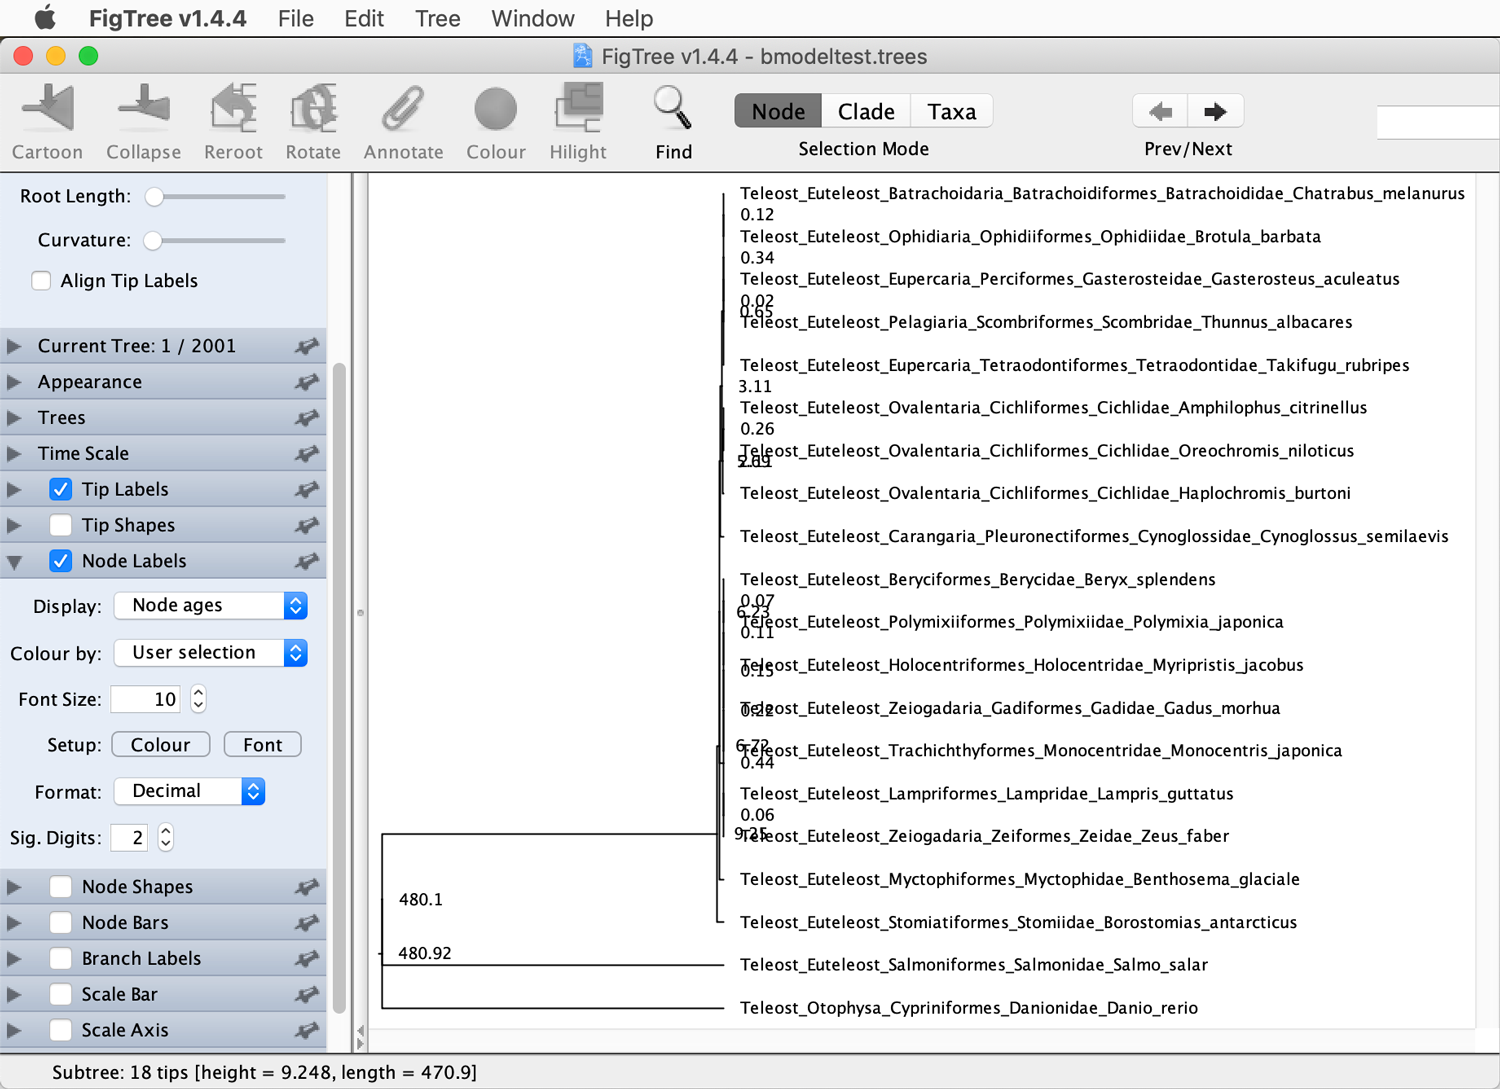 FigTree v1.4.4 File Edit Tree Window Help
FigTree v1.4.4 - bmodeltest.trees
Cartoon Collapse Reroot Rotate Annotate Colour Hilight Find
Node Clade Taxa
Selection Mode
Prev/Next
Root Length:
Curvature:
Align Tip Labels
Current Tree: 1 / 2001
Appearance
Trees
Time Scale
Tip Labels
Tip Shapes
Node Labels
Display: Node ages
Colour by: User selection
Font Size: 10
Setup: Colour Font
Format: Decimal
Sig. Digits: 2
Node Shapes
Node Bars
Branch Labels
Scale Bar
Scale Axis
Teleost_Euteleost_Batrachoidaria_Batrachoidiformes_Batrachoididae_Chatrabus_melanurus
0.12
Teleost_Euteleost_Ophidiaria_Ophidiiformes_Ophidiidae_Brotula_barbata
0.34
Teleost_Euteleost_Eupercaria_Perciformes_Gasterosteidae_Gasterosteus_aculeatus
0.02
0.65
Teleost_Euteleost_Pelagiaria_Scombriformes_Scombridae_Thunnus_albacares
Teleost_Euteleost_Eupercaria_Tetraodontiformes_Tetraodontidae_Takifugu_rubripes
3.11
Teleost_Euteleost_Ovalentaria_Cichliformes_Cichlidae_Amphilophus_citrinellus
0.26
Teleost_Euteleost_Ovalentaria_Cichliformes_Cichlidae_Oreochromis_niloticus
Teleost_Euteleost_Ovalentaria_Cichliformes_Cichlidae_Haplochromis_burtoni
Teleost_Euteleost_Carangaria_Pleuronectiformes_Cynoglossidae_Cynoglossus_semilaevis
Teleost_Euteleost_Beryciformes_Berycidae_Beryx_splendens
0.07
6.23
Teleost_Euteleost_Polymixiiformes_Polymixiidae_Polymixia_japonica
0.11
Teleost_Euteleost_Holocentriformes_Holocentridae_Myripristis_jacobus
0.15
Teleost_Euteleost_Zeiogadaria_Gadiformes_Gadidae_Gadus_morhua
0.22
6.72
Teleost_Euteleost_Trachichthyformes_Monocentridae_Monocentris_japonica
0.44
Teleost_Euteleost_Lampriformes_Lampridae_Lampris_guttatus
0.06
9.25
Teleost_Euteleost_Zeiogadaria_Zeiformes_Zeidae_Zeus_faber
Teleost_Euteleost_Myctophiformes_Myctophidae_Benthosema_glaciale
480.1
Teleost_Euteleost_Stomiatiformes_Stomiidae_Borostomias_antarcticus
480.92
Teleost_Euteleost_Salmoniformes_Salmonidae_Salmo_salar
Teleost_Otophysa_Cypriniformes_Danionidae_Danio_rerio
Subtree: 18 tips [height = 9.248, length = 470.9]